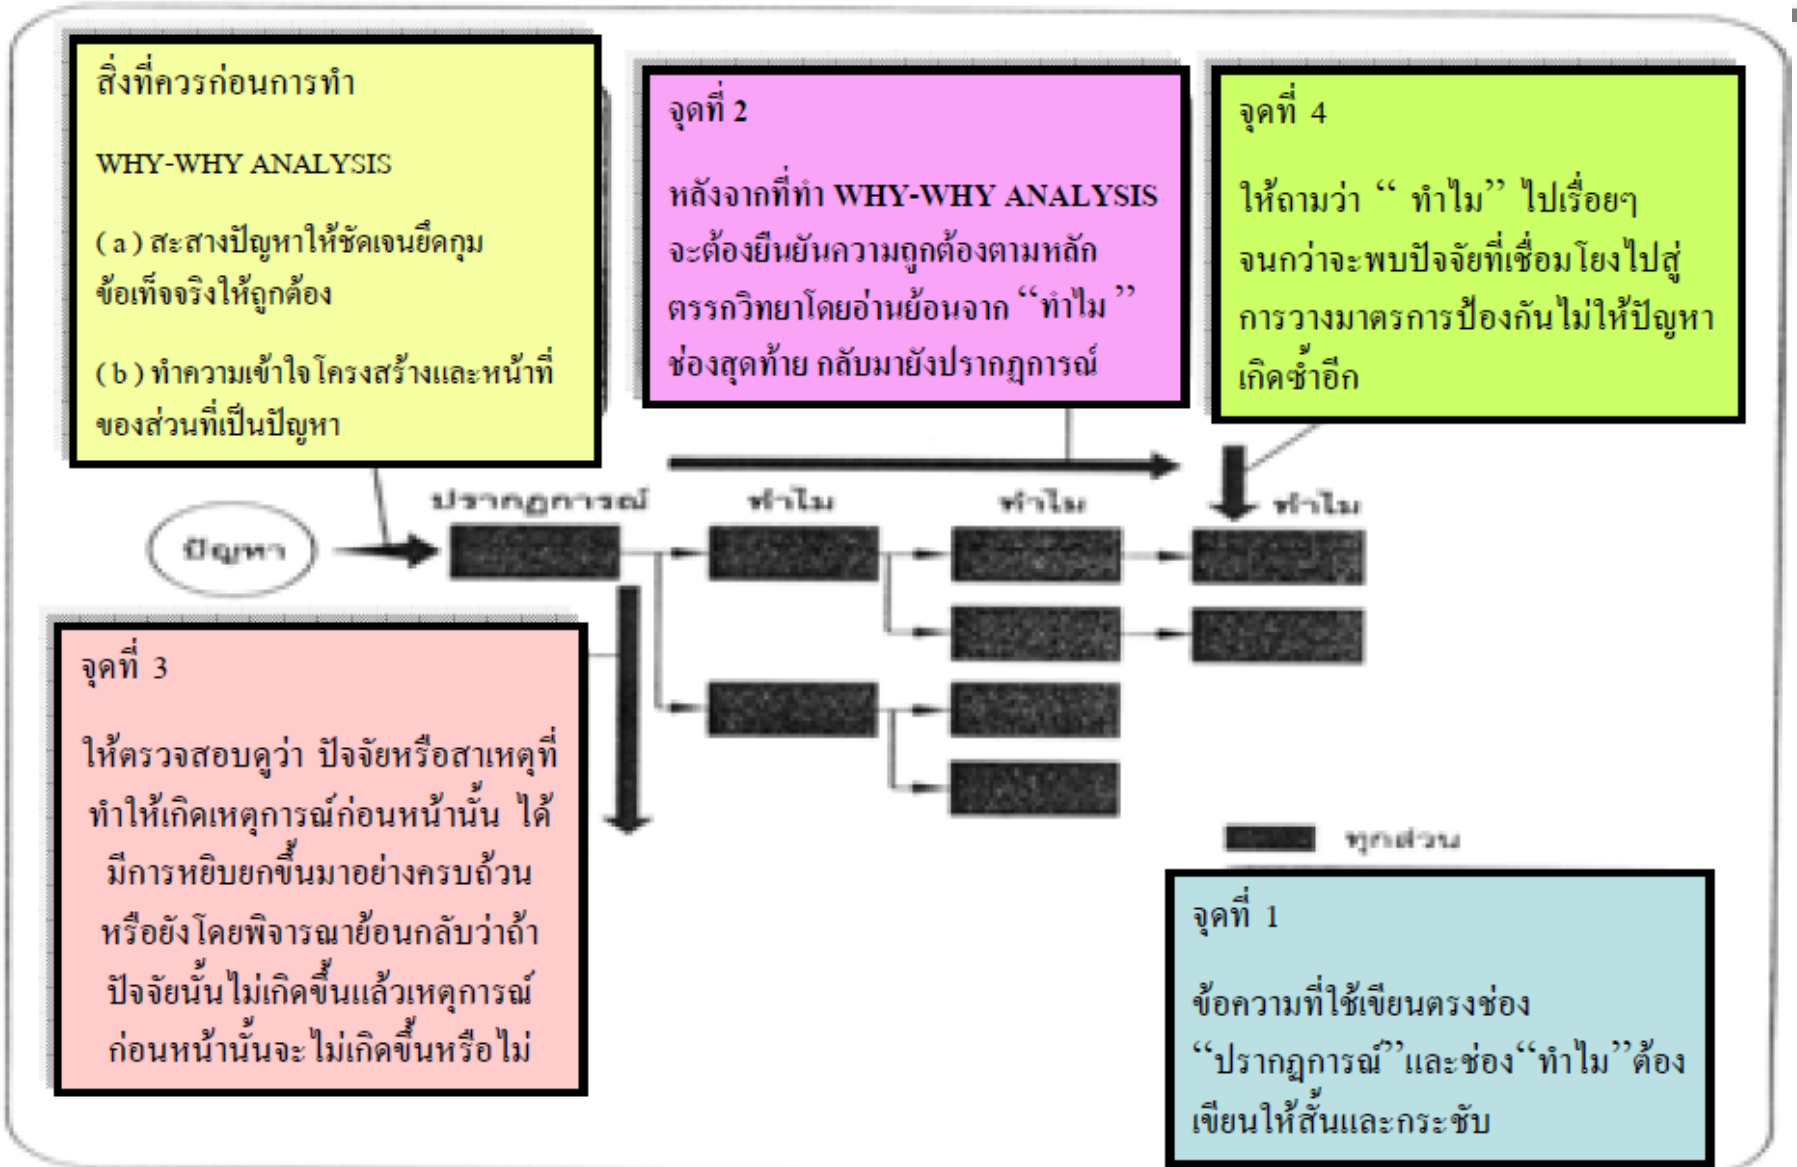 สิ่งที่ควรก่อนการทำ
WHY-WHY ANALYSIS
( a ) สะสางปัญหาให้ชัดเจนยึดกุม
ข้อเท็จจริงให้ถูกต้อง
( b ) ทำความเข้าใจโครงสร้างและหน้าที่
ของส่วนที่เป็นปัญหา
จุดที่ 2
หลังจากที่ทำ WHY-WHY ANALYSIS
จะต้องยืนยันความถูกต้องตามหลัก
ตรรกวิทยาโดยอ่านย้อนจาก “ทำไม ”
ช่องสุดท้าย กลับมายังปรากฏการณ์
จุดที่ 4
ให้ถามว่า “ ทำไม” ไปเรื่อยๆ
จนกว่าจะพบปัจจัยที่เชื่อมโยงไปสู่
การวางมาตรการป้องกันไม่ให้ปัญหา
เกิดซ้ำอีก
ปรากฏการณ์ ทำไม ทำไม ทำไม
ปัญหา
จุดที่ 3
ให้ตรวจสอบดูว่า ปัจจัยหรือสาเหตุที่
ทำให้เกิดเหตุการณ์ก่อนหน้านั้น ได้
มีการหยิบยกขึ้นมาอย่างครบถ้วน
หรือยังโดยพิจารณาย้อนกลับว่าถ้า
ปัจจัยนั้นไม่เกิดขึ้นแล้วเหตุการณ์
ก่อนหน้านั้นจะไม่เกิดขึ้นหรือไม่
ทุกส่วน
จุดที่ 1
ข้อความที่ใช้เขียนตรงช่อง
“ปรากฏการณ์”และช่อง“ทำไม”ต้อง
เขียนให้สั้นและกระชับ